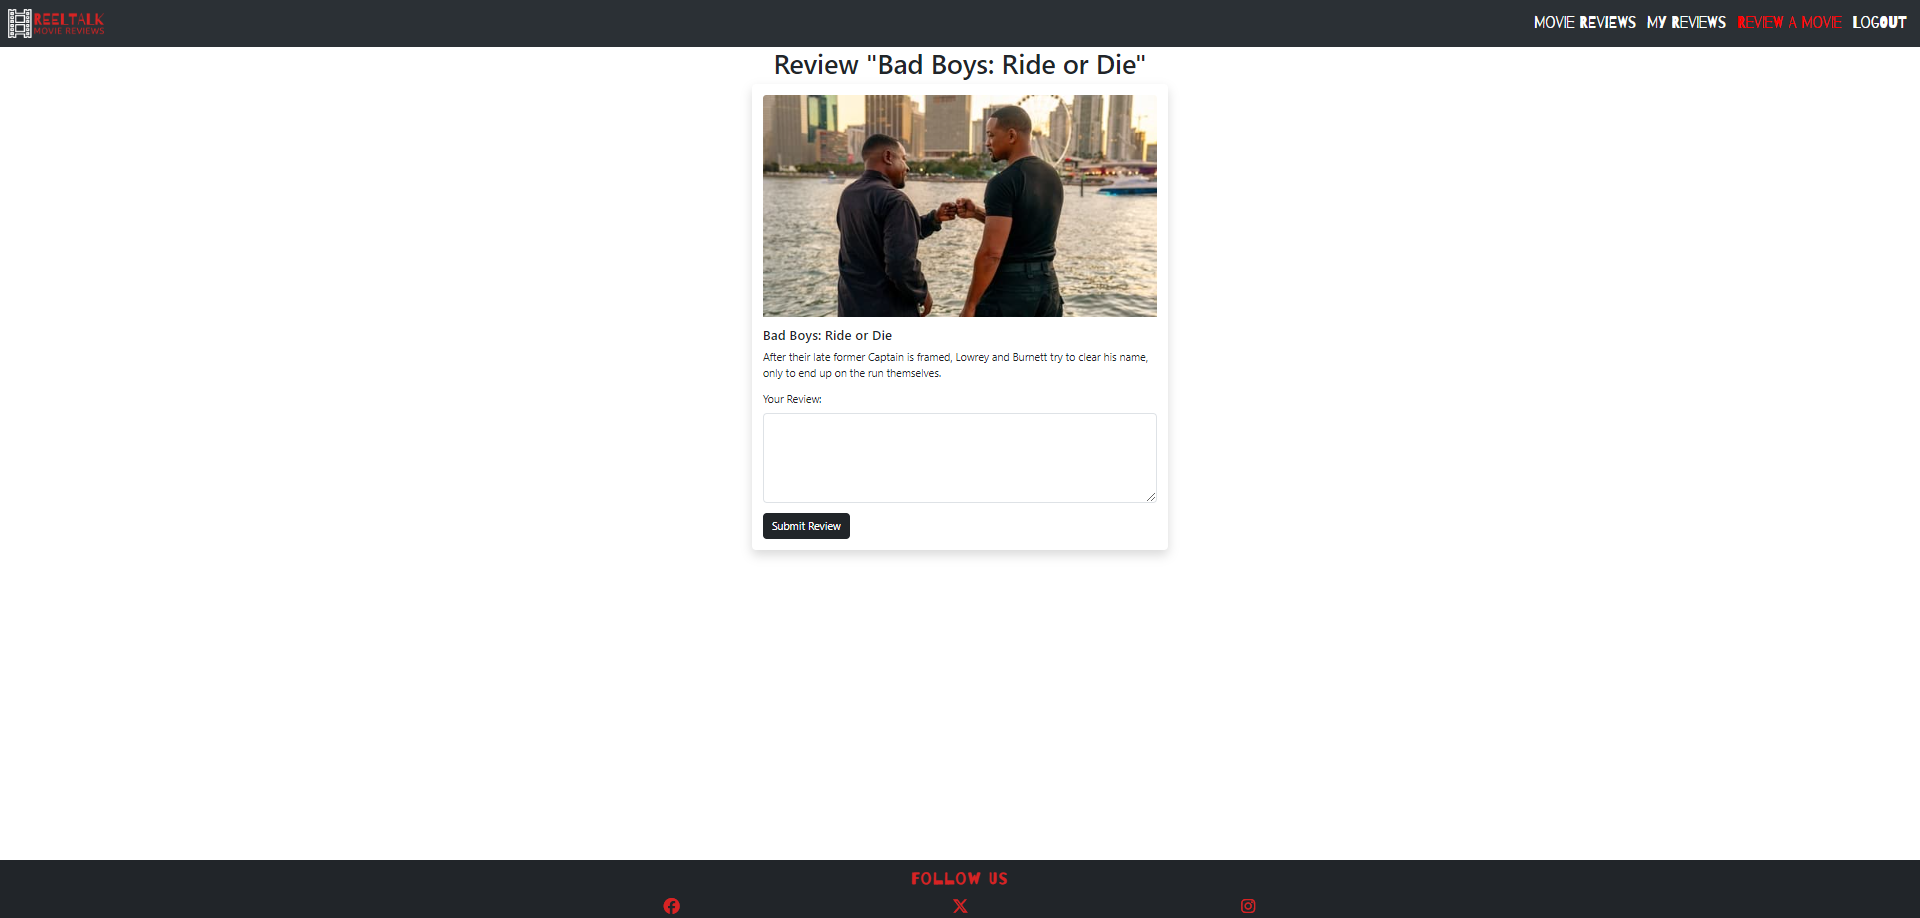 REELTALK
MOVIE REVIEWS
MOVIE REVIEWS MY REVIEWS REVIEW A MOVIE LOGOUT
Review "Bad Boys: Ride or Die"
Bad Boys: Ride or Die
After their late former Captain is framed, Lowrey and Burnett try to clear his name,
only to end up on the run themselves.
Your Review:
Submit Review
FOLLOW US